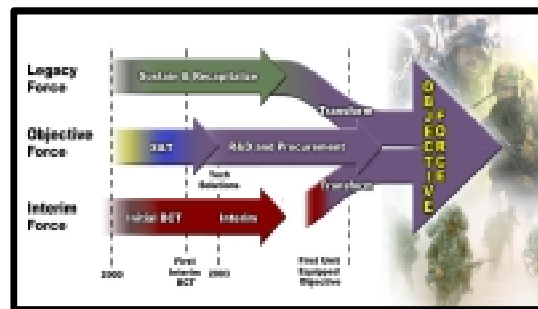 Legacy
Force
Sustain & Recapitalize
Transform
Objective
Force
S&T
R&D and Procurement
OBJECTIVE
FORCE
Tech
Solutions
Transform
Interim
Force
Initial BCT
Interim
2000
First
Interim
BCT
2003
First Unit
Equipped
Objective